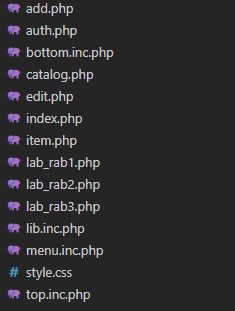 add.php
auth.php
bottom.inc.php
catalog.php
edit.php
index.php
item.php
lab_rab1.php
lab_rab2.php
lab_rab3.php
lib.inc.php
menu.inc.php
# style.css
top.inc.php